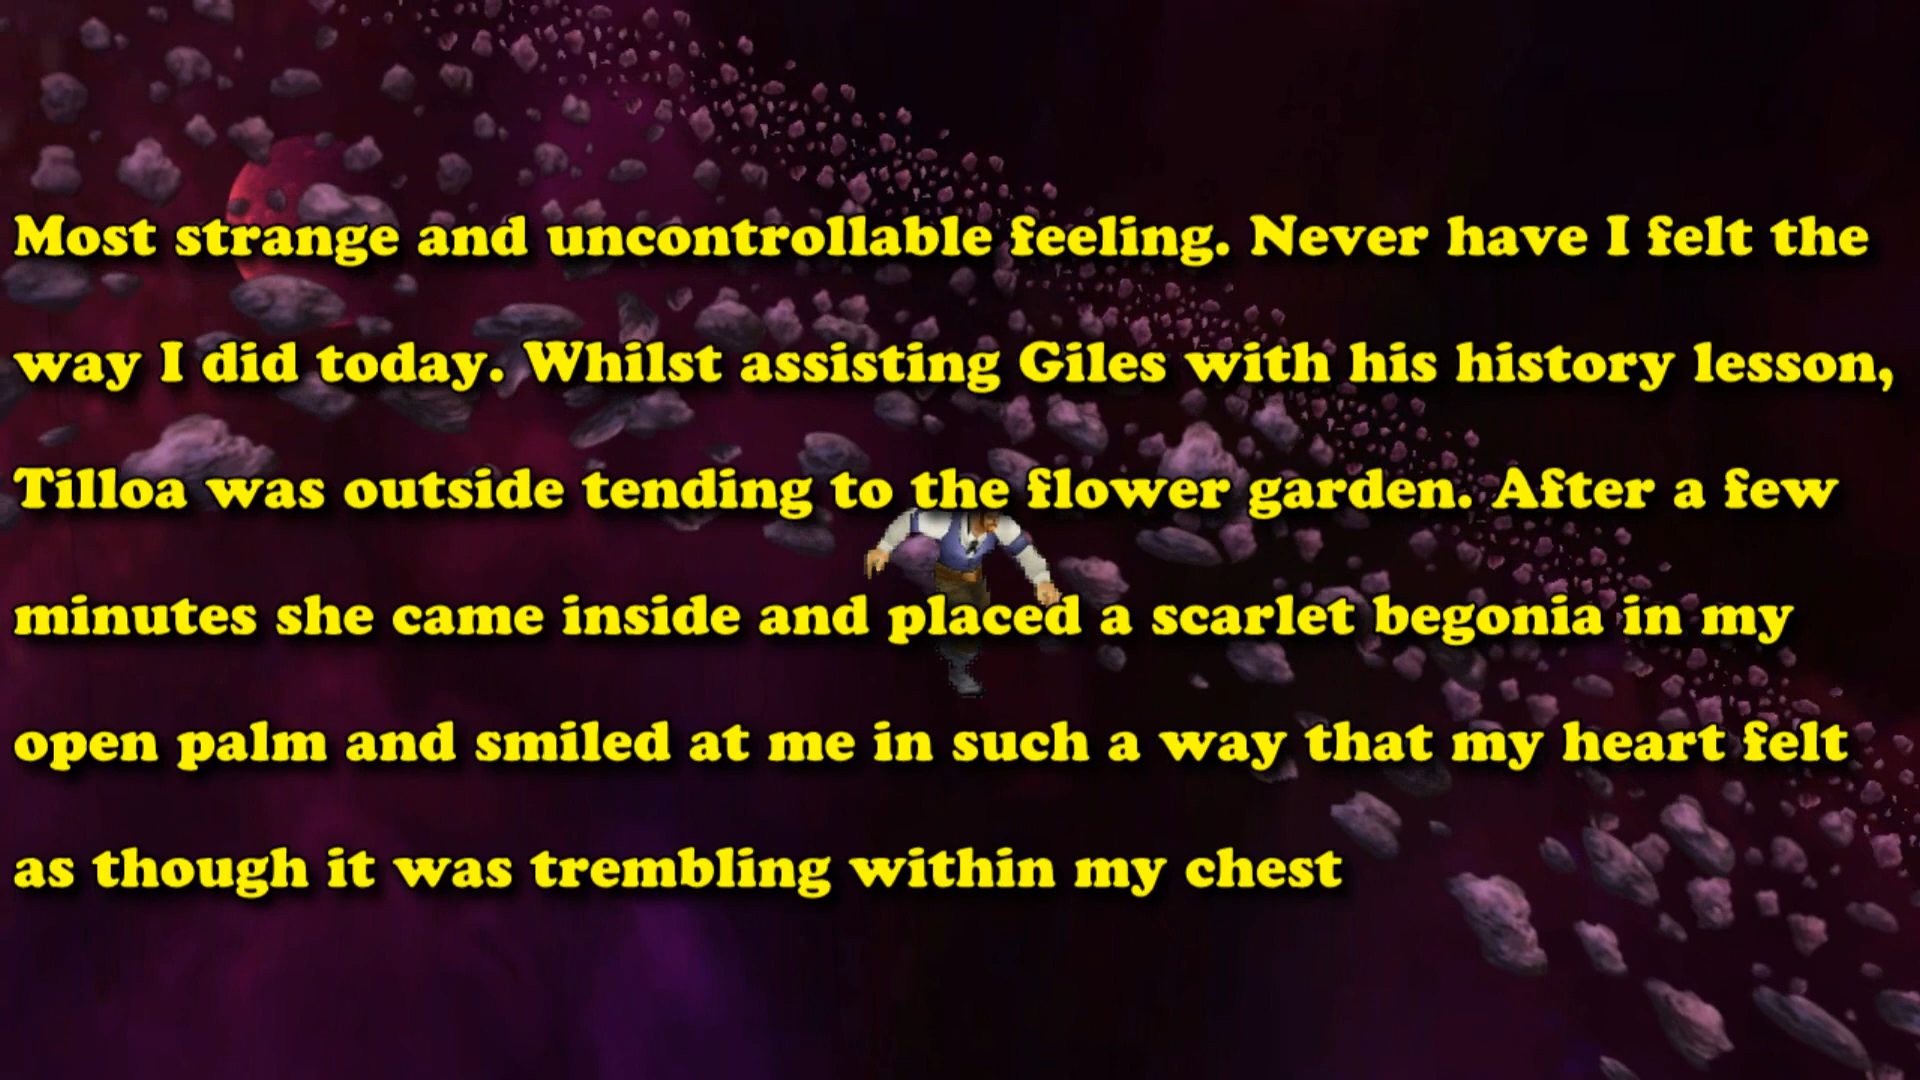 Most strange and uncontrollable feeling. Never have I felt the
way I did today. Whilst assisting Giles with his history lesson,
Tilloa was outside tending to the flower garden. After a few
minutes she came inside and placed a scarlet begonia in my
open palm and smiled at me in such a way that my heart felt
as though it was trembling within my chest